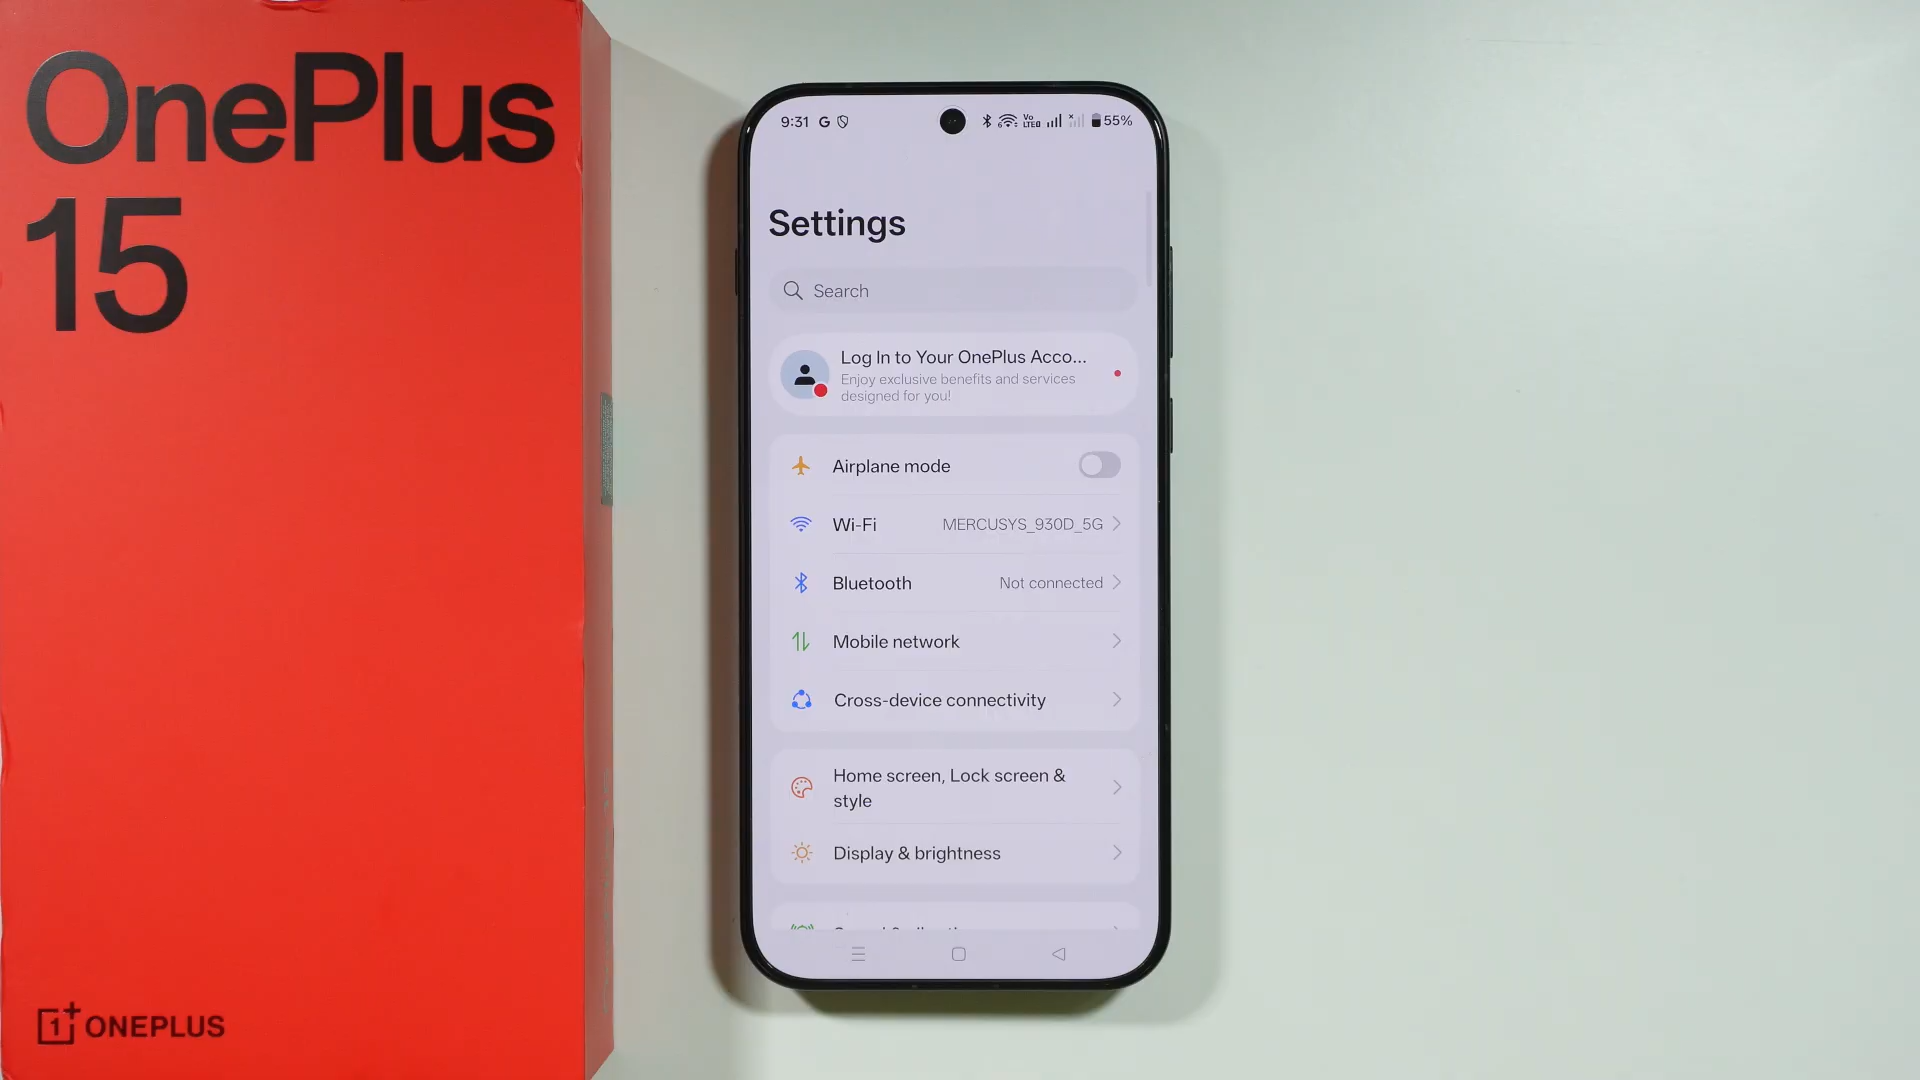 OnePlus
15
ONEPLUS
9:31 G
Vo
LTE
55%
Settings
Search
Log In to Your OnePlus Acco...
Enjoy exclusive benefits and services
designed for you!
Airplane mode
Wi-Fi MERCUSYS_930D_5G
Bluetooth Not connected
Mobile network
Cross-device connectivity
Home screen, Lock screen &
style
Display & brightness